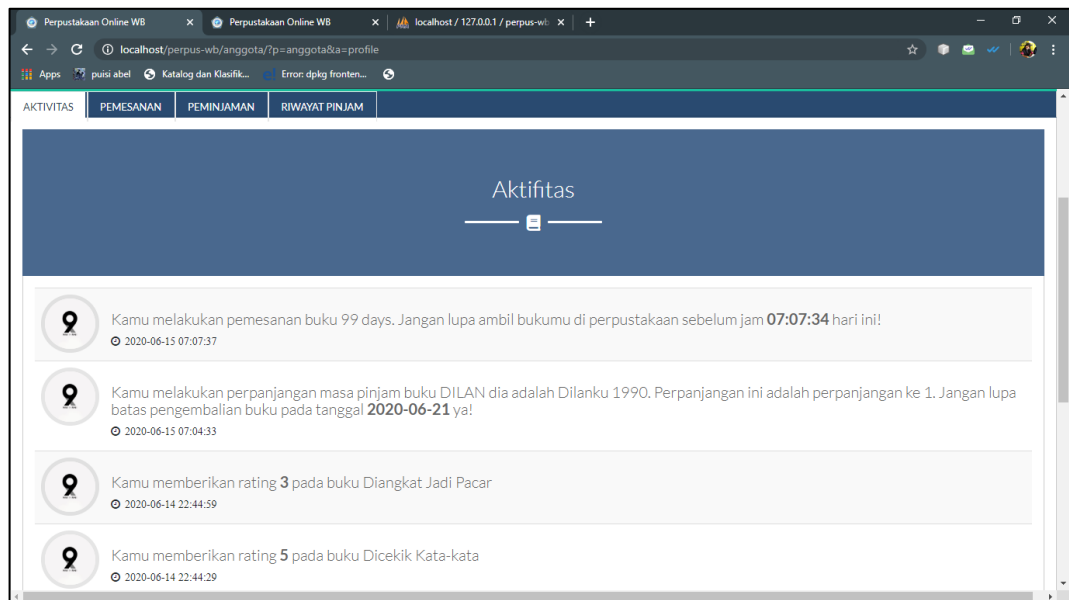 Perpustakaan Online WB
Perpustakaan Online WB
localhost / 127.0.0.1 / perpus-wb
localhost/perpus-wb/anggota/?p=anggota&a=profile
Apps
puisi abel
Katalog dan Klasifik...
Error: dpkg fronten...
AKTIVITAS
PEMESANAN
PEMINJAMAN
RIWAYAT PINJAM
Aktifitas
9
Kamu melakukan pemesanan buku 99 days. Jangan lupa ambil bukumu di perpustakaan sebelum jam 07:07:34 hari ini!
2020-06-15 07:07:37
9
Kamu melakukan perpanjangan masa pinjam buku DILAN dia adalah Dilanku 1990. Perpanjangan ini adalah perpanjangan ke 1. Jangan lupa
batas pengembalian buku pada tanggal 2020-06-21 ya!
2020-06-15 07:04:33
9
Kamu memberikan rating 3 pada buku Diangkat Jadi Pacar
2020-06-14 22:44:59
9
Kamu memberikan rating 5 pada buku Dicekik Kata-kata
2020-06-14 22:44:29